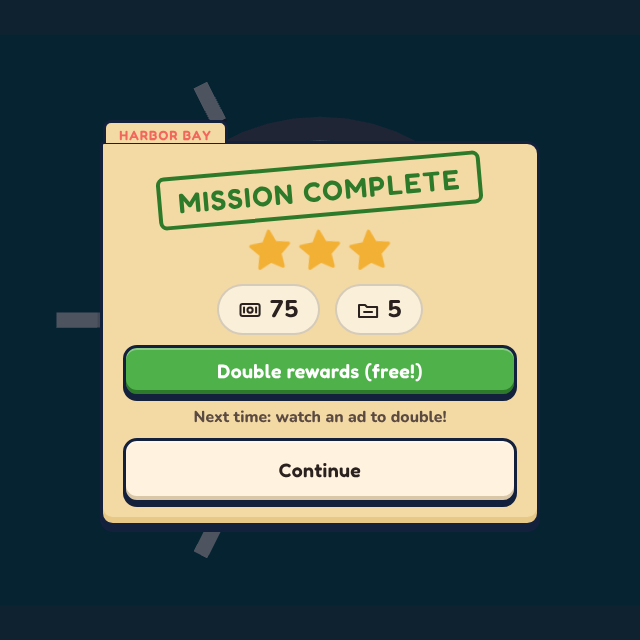 HARBOR BAY
MISSION COMPLETE
75
5
Double rewards (free!)
Next time: watch an ad to double!
Continue